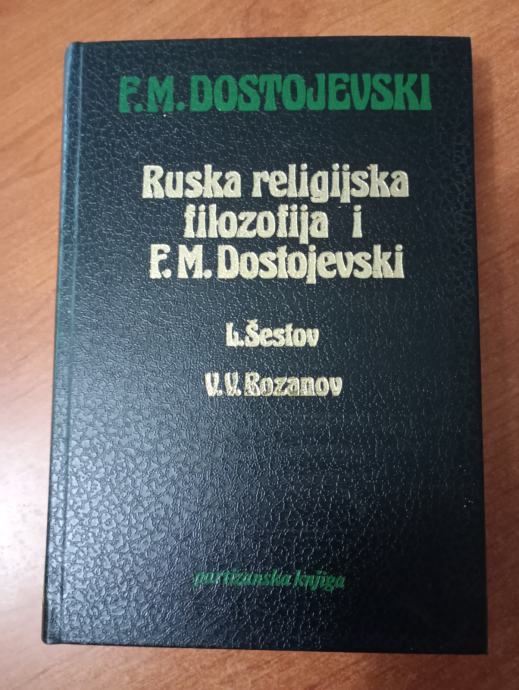 F.M. DOSTOJEVSKI
Ruska religijska
filozofija i
F.M. Dostojevski
L. Šestov
V.V. Rozanov
partizanska knjiga